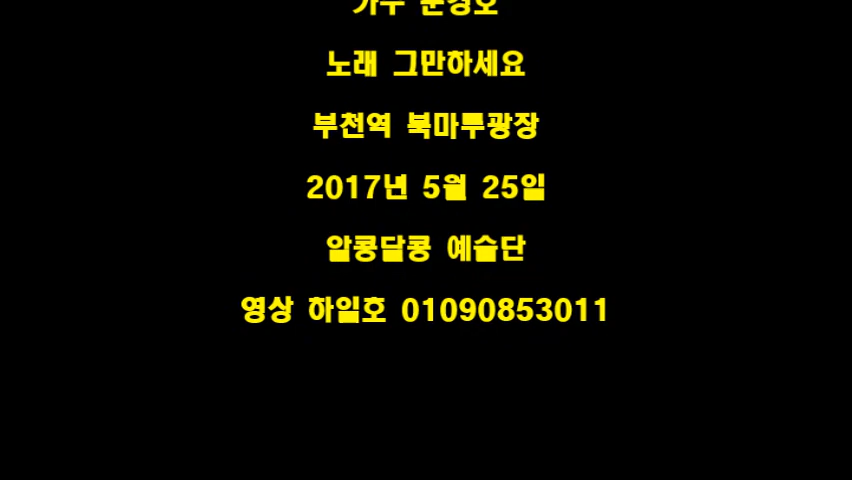 가수
노래 그만하세요
부천역 북마루광장
2017년 5월 25일
알콩달콩 예술단
영상 하일호 01090853011